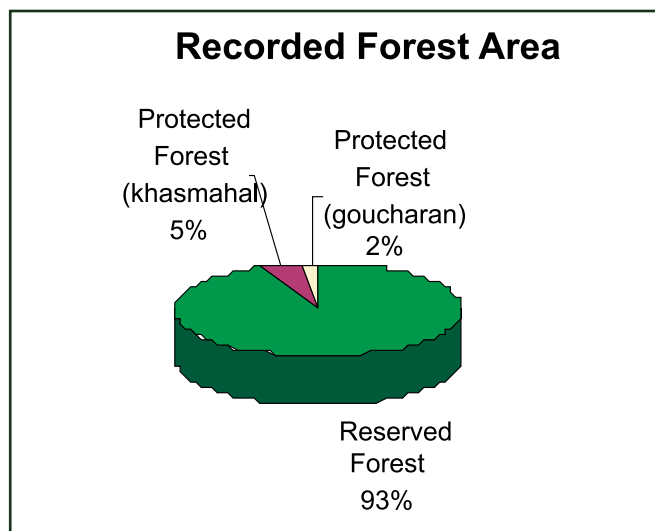 Recorded Forest Area
Protected
Forest
(khasmahal)
5%
Protected
Forest
(goucharan)
2%
Reserved
Forest
93%